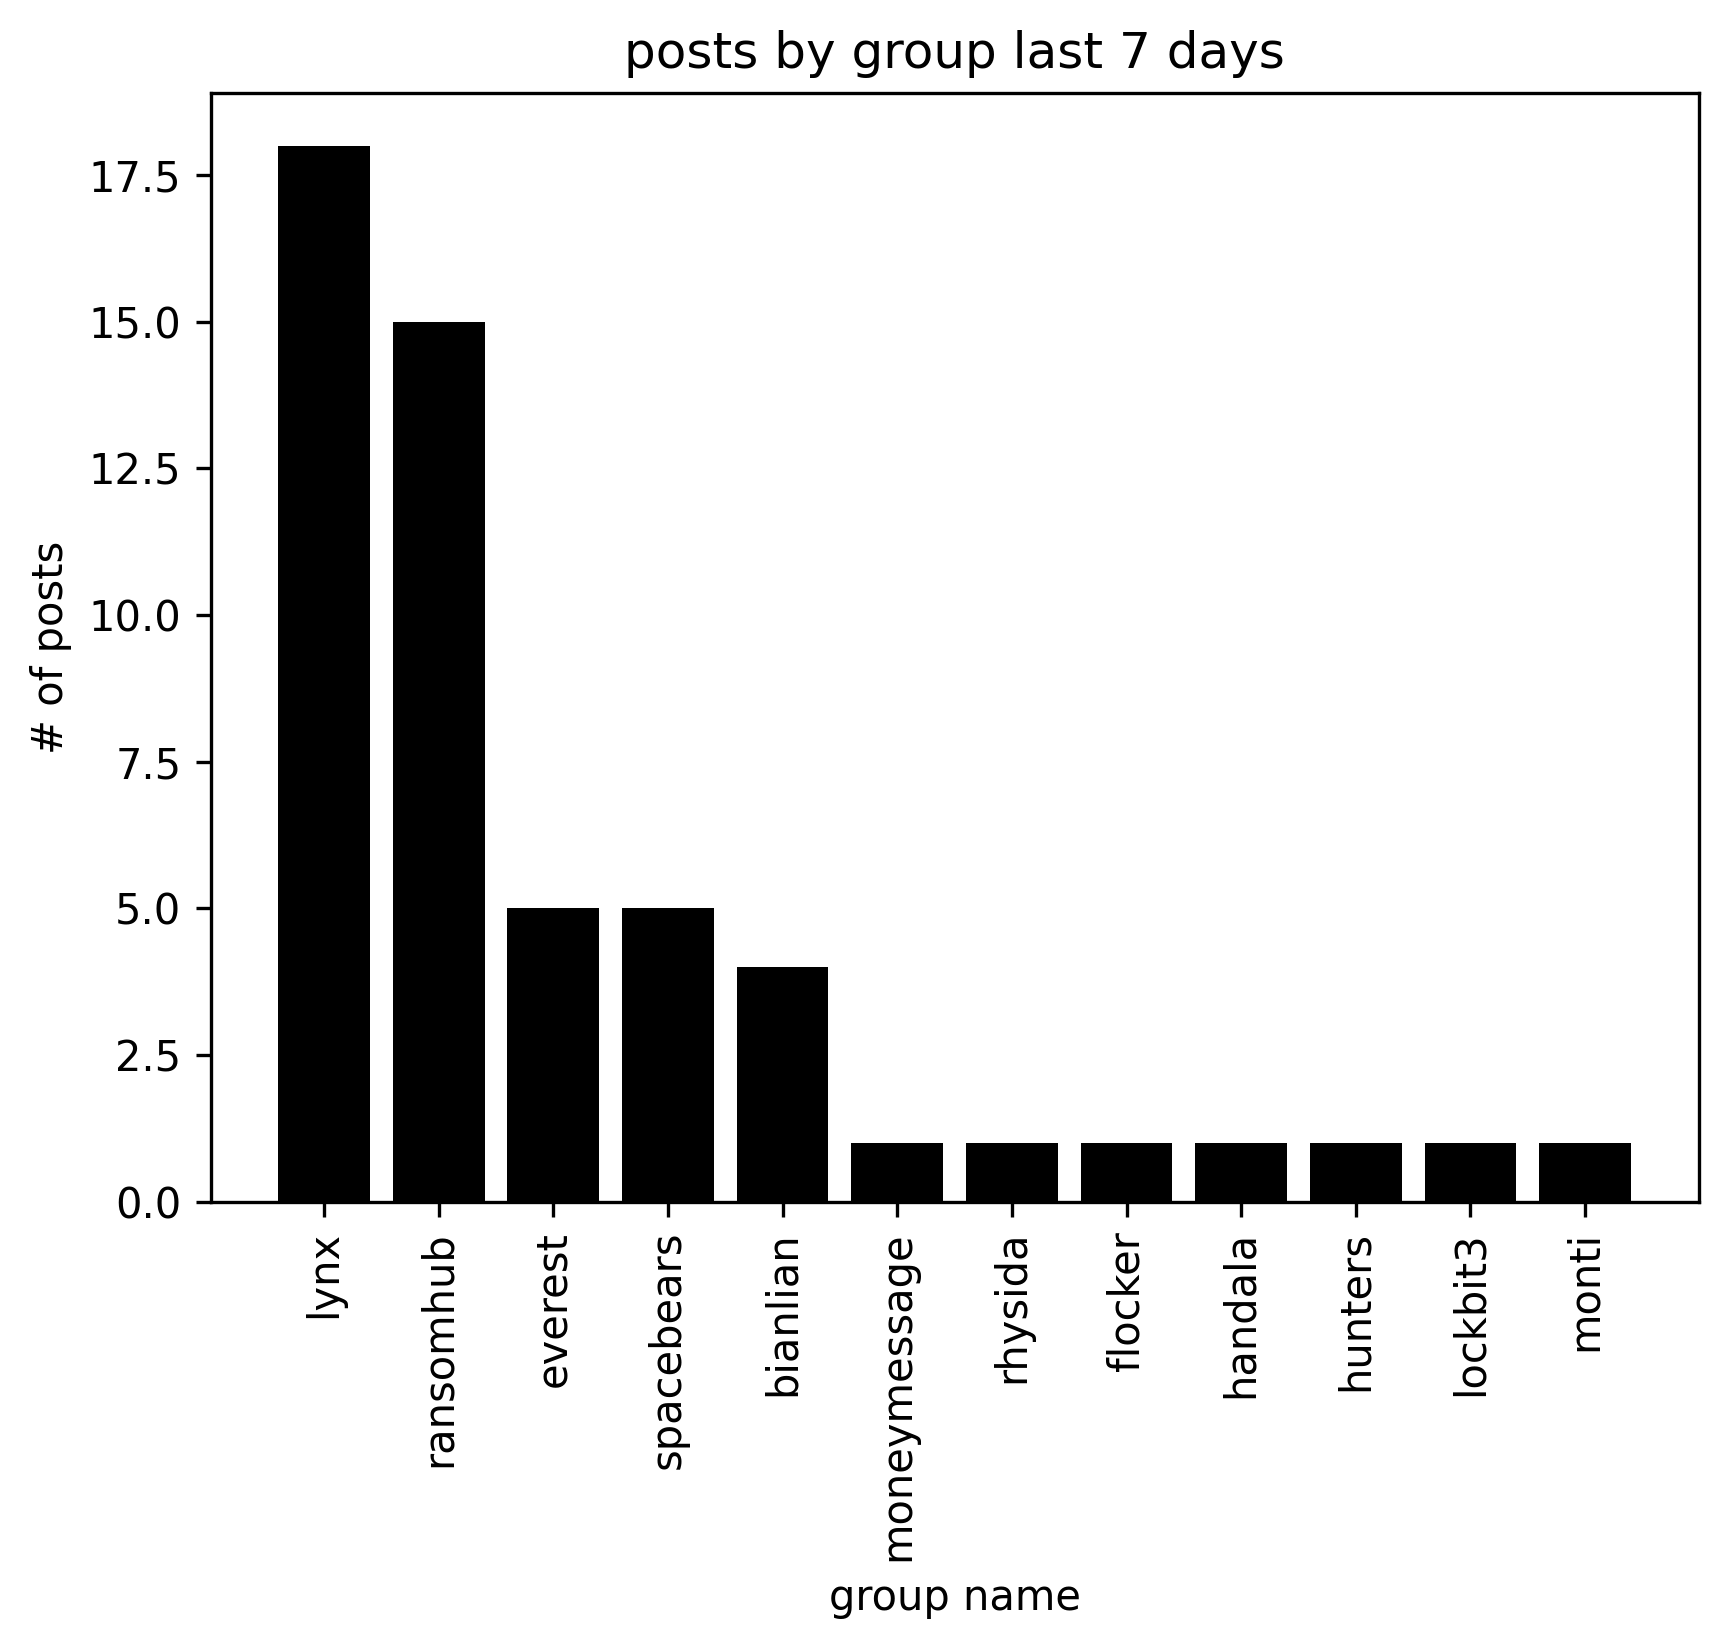 posts by group last 7 days
# of posts
17.5
15.0
12.5
10.0
7.5
5.0
2.5
0.0
lynx
ransomhub
everest
spacebears
bianlian
moneymessage
rhysida
flocker
handala
hunters
lockbit3
monti
group name